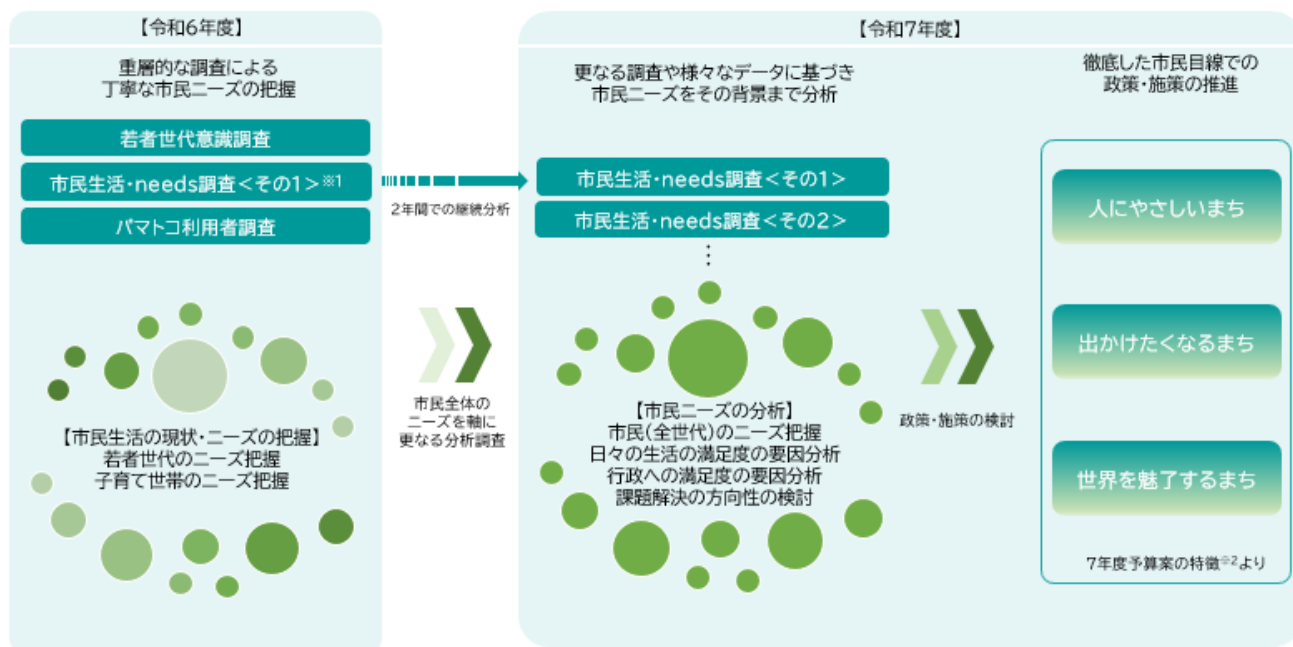 【令和6年度】
重層的な調査による
丁寧な市民ニーズの把握
若者世代意識調査
市民生活・needs調査<その1>※1
パマトコ利用者調査
【市民生活の現状・ニーズの把握】
若者世代のニーズ把握
子育て世帯のニーズ把握
2年間での継続分析
市民全体の
ニーズを軸に
更なる分析調査
【令和7年度】
更なる調査や様々なデータに基づき
市民ニーズをその背景まで分析
市民生活・needs調査<その1>
市民生活・needs調査<その2>
⋮
【市民ニーズの分析】
市民(全世代)のニーズ把握
日々の生活の満足度の要因分析
行政への満足度の要因分析
課題解決の方向性の検討
政策・施策の検討
徹底した市民目線での
政策・施策の推進
人にやさしいまち
出かけたくなるまち
世界を魅了するまち
7年度予算案の特徴※2より